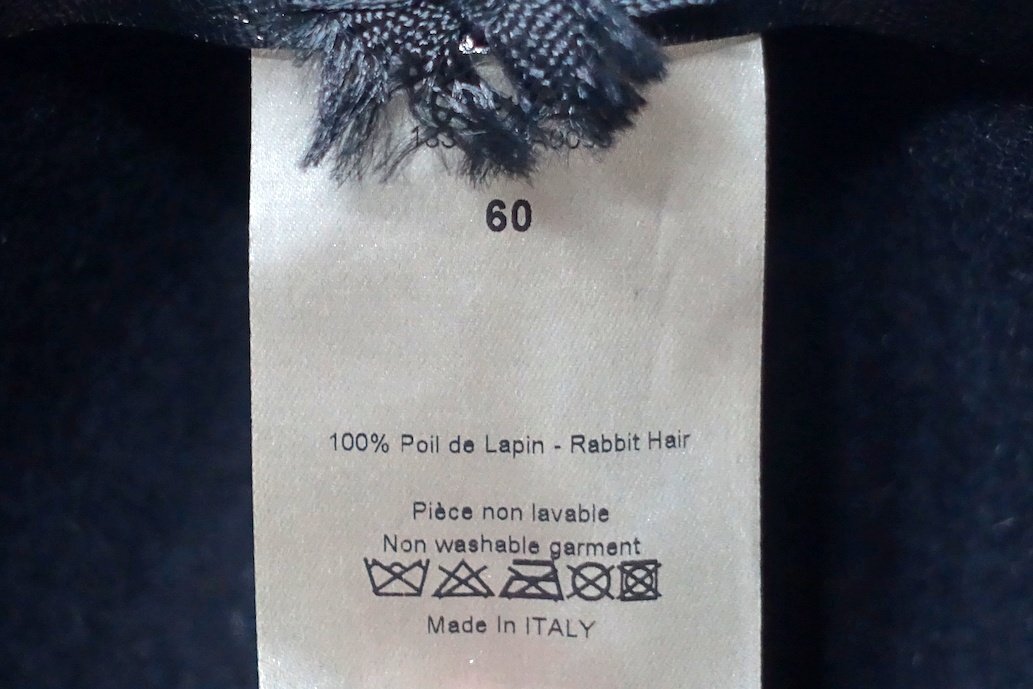 60
100% Poil de Lapin - Rabbit Hair
Pièce non lavable
Non washable garment
Made In ITALY